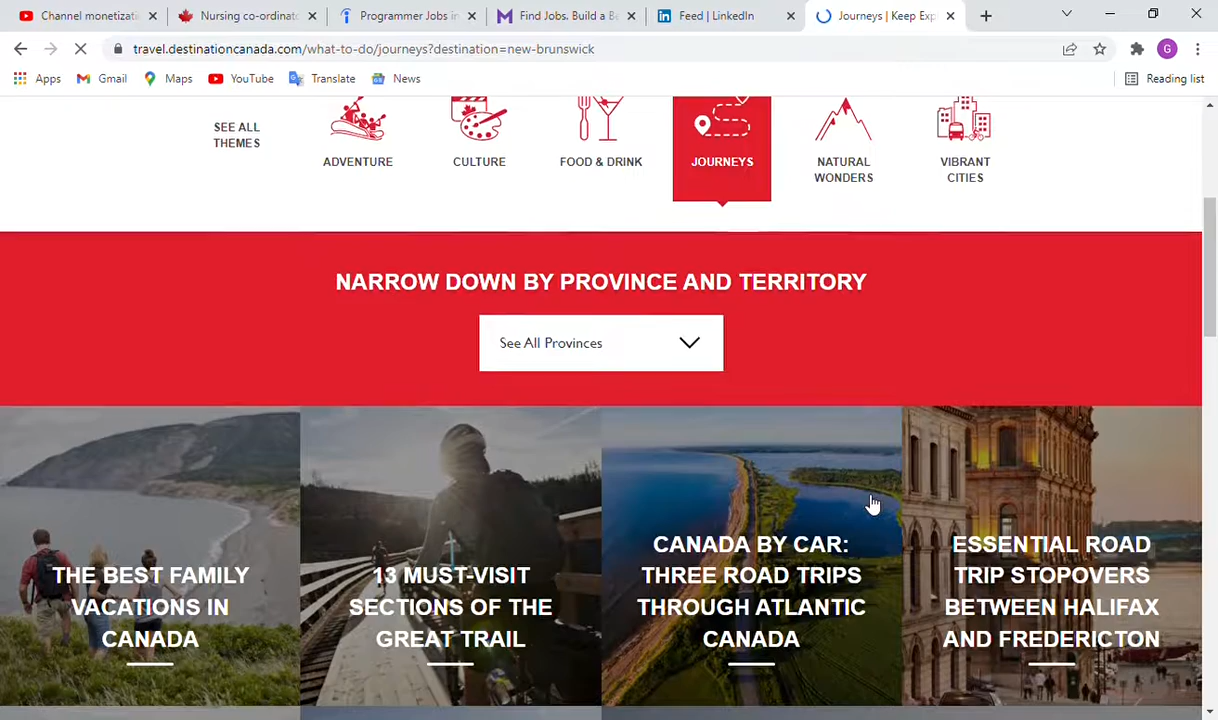 Channel monetizati
Nursing co-ordinato
Programmer Jobs in
Find Jobs. Build a Be
Feed | LinkedIn
Journeys | Keep Exp
travel.destinationcanada.com/what-to-do/journeys?destination=new-brunswick
G
Apps
Gmail
Maps
YouTube
Translate
News
Reading list
SEE ALL
THEMES
ADVENTURE
CULTURE
FOOD & DRINK
JOURNEYS
NATURAL
WONDERS
VIBRANT
CITIES
NARROW DOWN BY PROVINCE AND TERRITORY
See All Provinces
THE BEST FAMILY
VACATIONS IN
CANADA
13 MUST-VISIT
SECTIONS OF THE
GREAT TRAIL
CANADA BY CAR:
THREE ROAD TRIPS
THROUGH ATLANTIC
CANADA
ESSENTIAL ROAD
TRIP STOPOVERS
BETWEEN HALIFAX
AND FREDERICTON